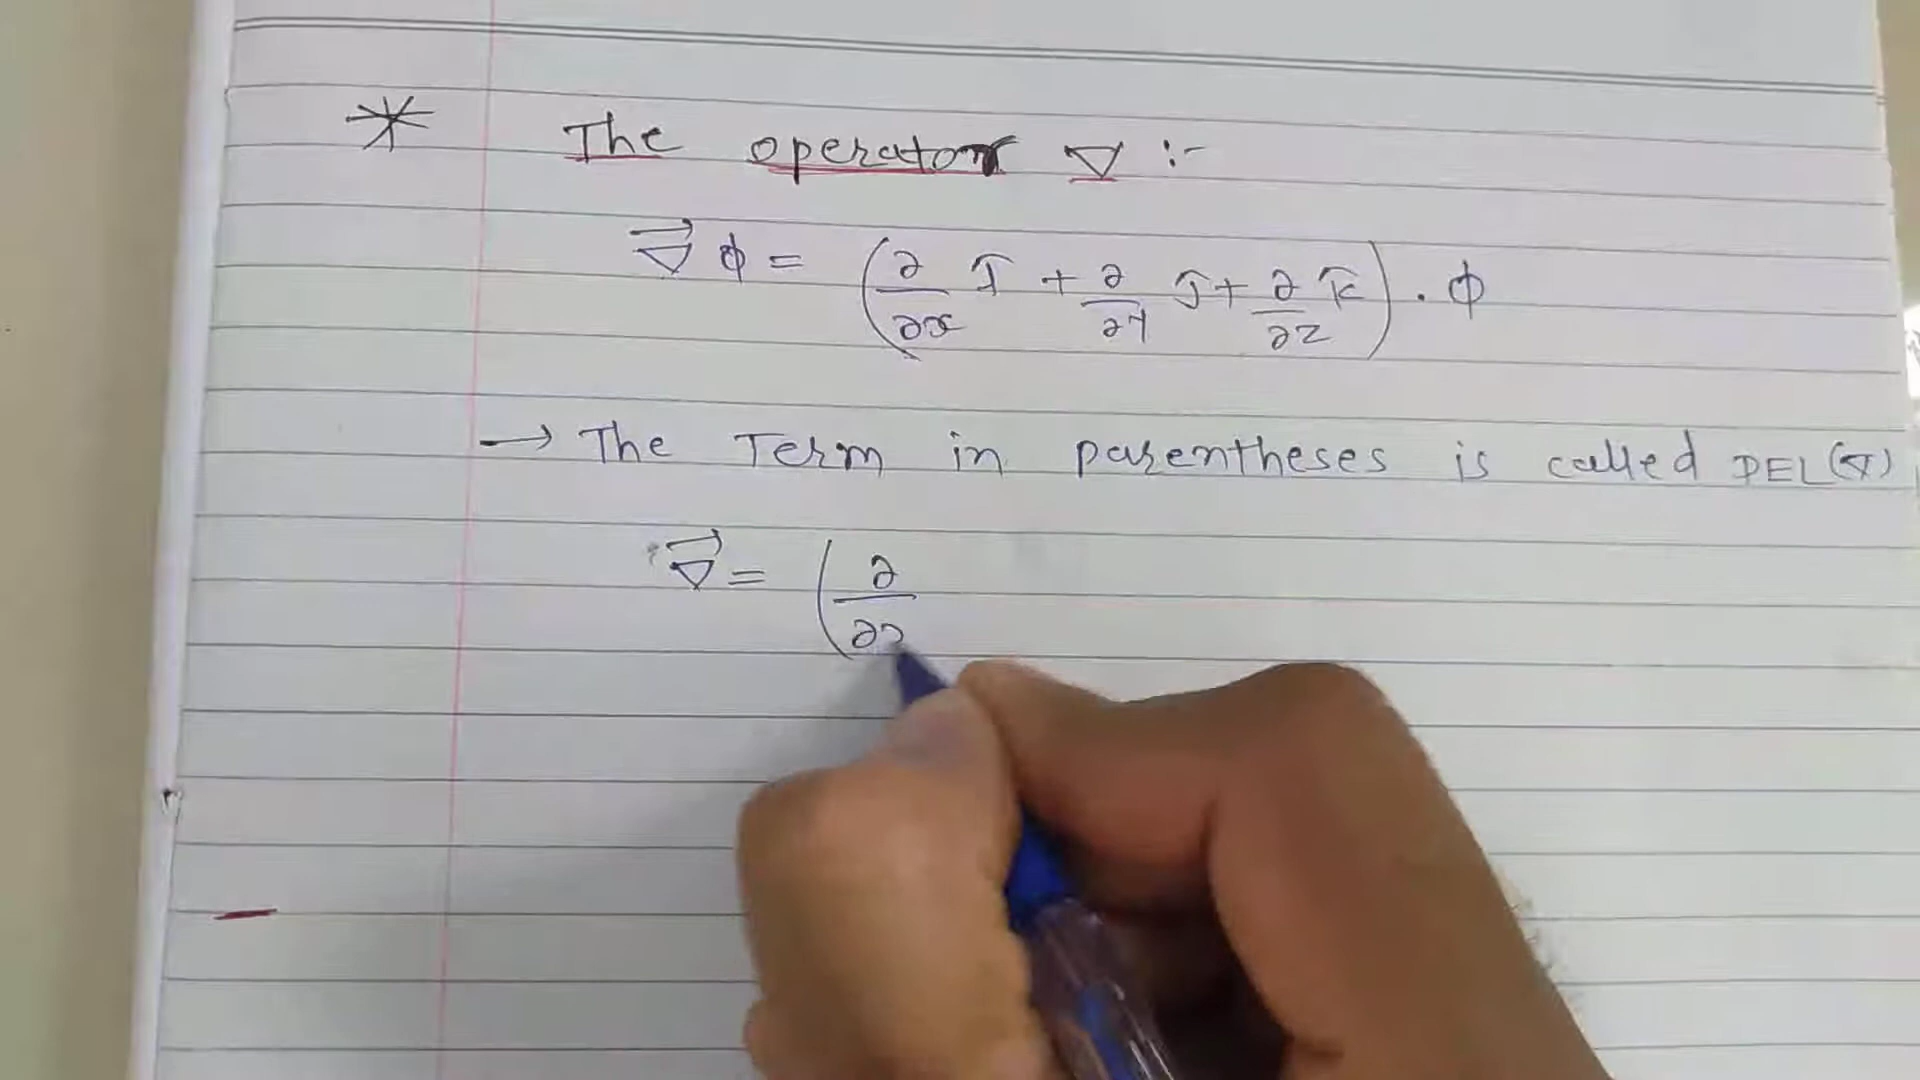 * The operator ∇ :-
∇⃗ ϕ = (∂/∂x î + ∂/∂y ĵ + ∂/∂z k̂) . ϕ
→ The Term in parentheses is called DEL(∇)
∇⃗ = (∂/∂x